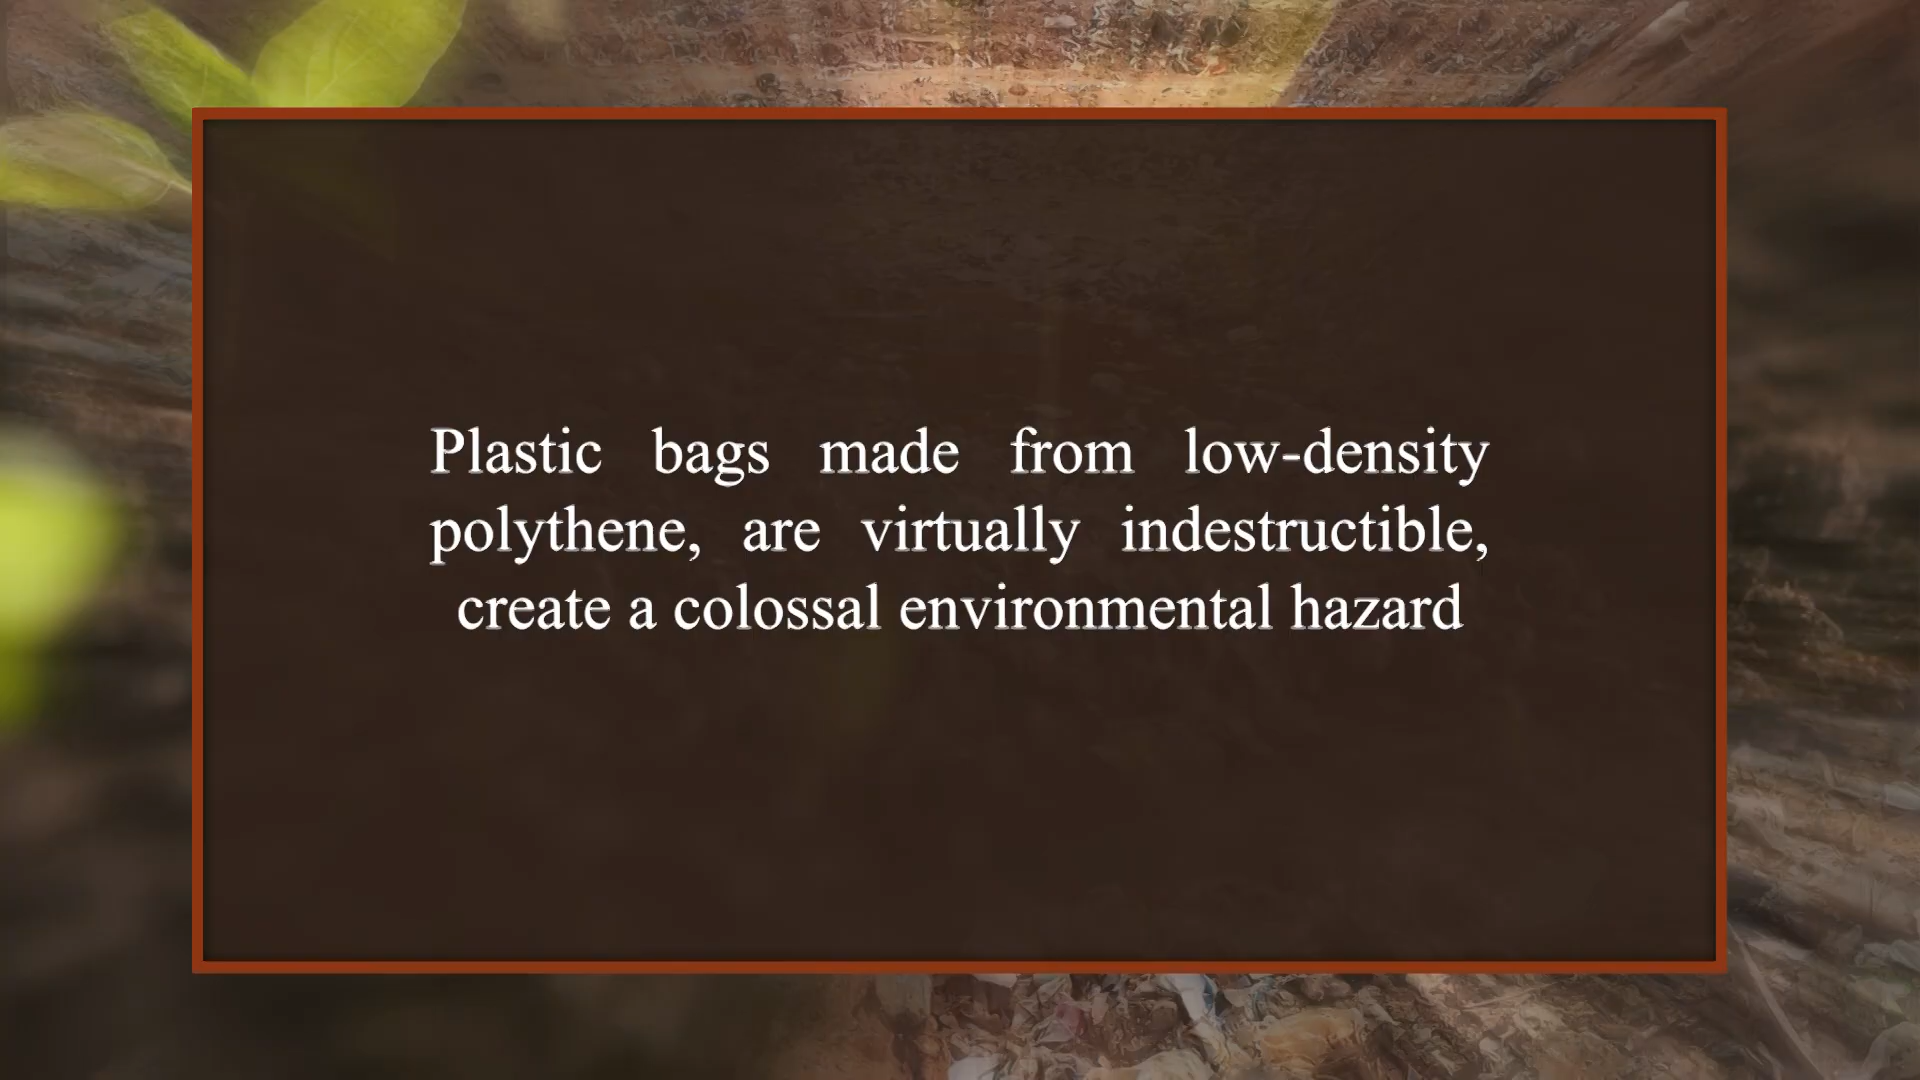 Plastic bags made from low-density
polythene, are virtually indestructible,
create a colossal environmental hazard